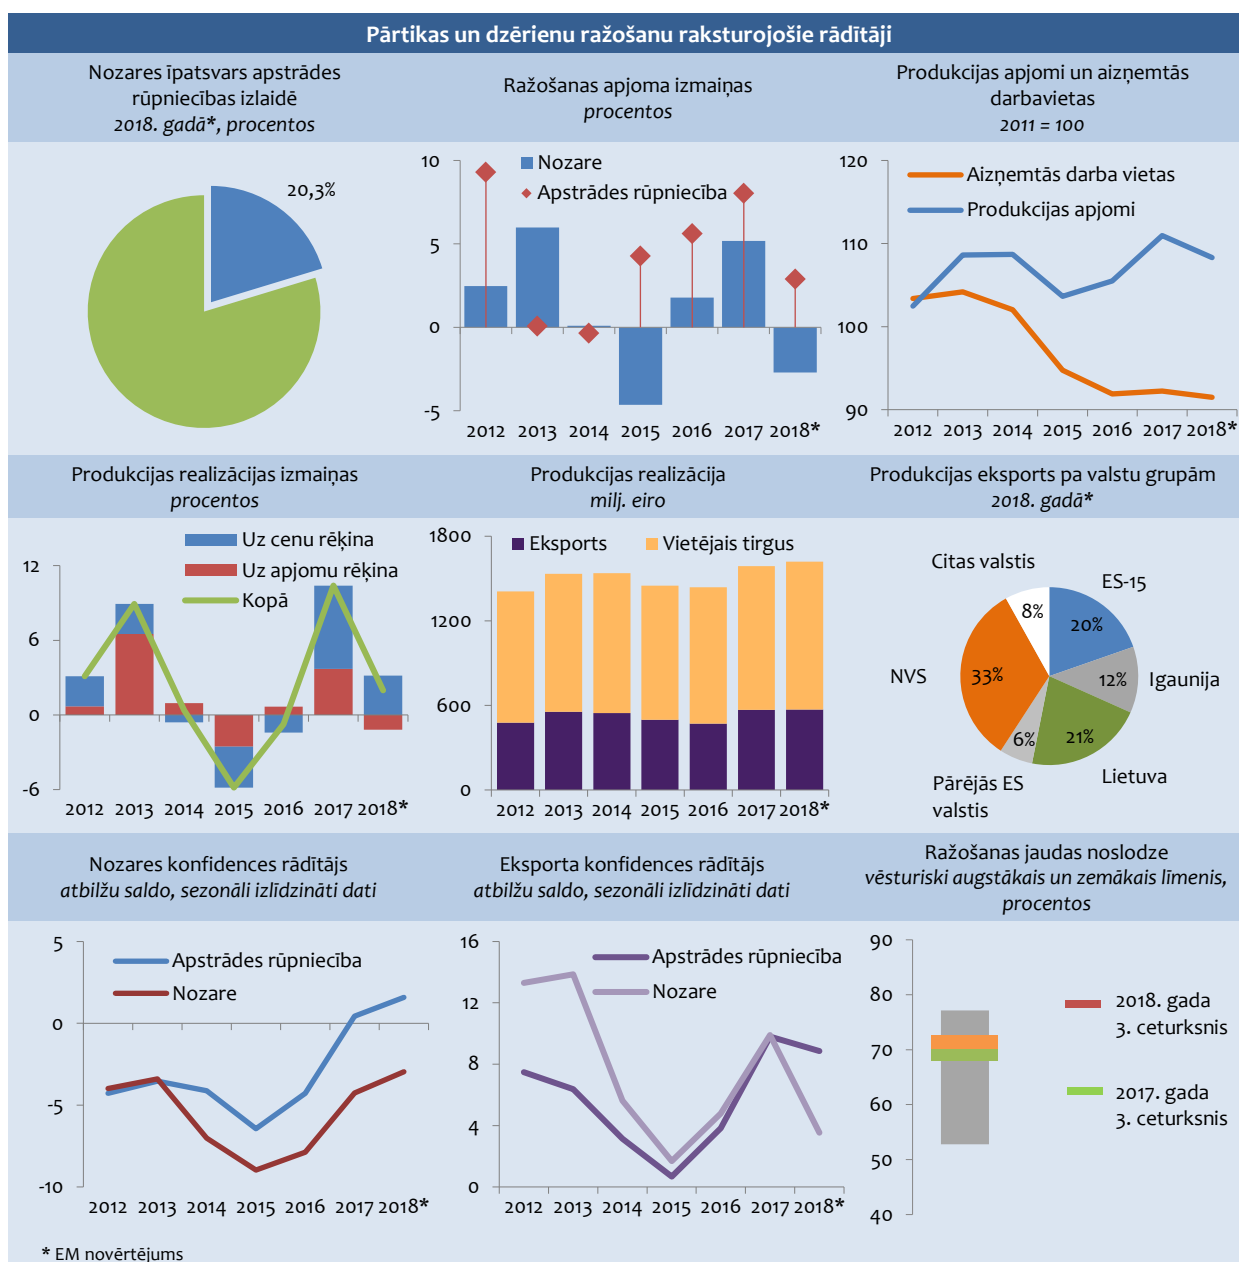 Pārtikas un dzērienu ražošanu raksturojošie rādītāji
Nozares īpatsvars apstrādes
rūpniecības izlaidē
2018. gadā*, procentos
20,3%
Ražošanas apjoma izmaiņas
procentos
Nozare
Apstrādes rūpniecība
10
5
0
-5
2012 2013 2014 2015 2016 2017 2018*
Produkcijas apjomi un aizņemtās
darbavietas
2011 = 100
Aizņemtās darba vietas
Produkcijas apjomi
120
110
100
90
2012 2013 2014 2015 2016 2017 2018*
Produkcijas realizācijas izmaiņas
procentos
Uz cenu rēķina
Uz apjomu rēķina
Kopā
12
6
0
-6
2012 2013 2014 2015 2016 2017 2018*
Produkcijas realizācija
milj. eiro
Eksports
Vietējais tirgus
1800
1200
600
0
2012 2013 2014 2015 2016 2017 2018*
Produkcijas eksports pa valstu grupām
2018. gadā*
Citas valstis
8%
ES-15
20%
NVS
33%
12%
Igaunija
6%
21%
Pārējās ES
valstis
Lietuva
Nozares konfidences rādītājs
atbilžu saldo, sezonāli izlīdzināti dati
Apstrādes rūpniecība
Nozare
5
0
-5
-10
2012 2013 2014 2015 2016 2017 2018*
Eksporta konfidences rādītājs
atbilžu saldo, sezonāli izlīdzināti dati
Apstrādes rūpniecība
Nozare
16
12
8
4
0
2012 2013 2014 2015 2016 2017 2018*
Ražošanas jaudas noslodze
vēsturiski augstākais un zemākais līmenis,
procentos
90
80
70
60
50
40
2018. gada
3. ceturksnis
2017. gada
3. ceturksnis
* EM novērtējums